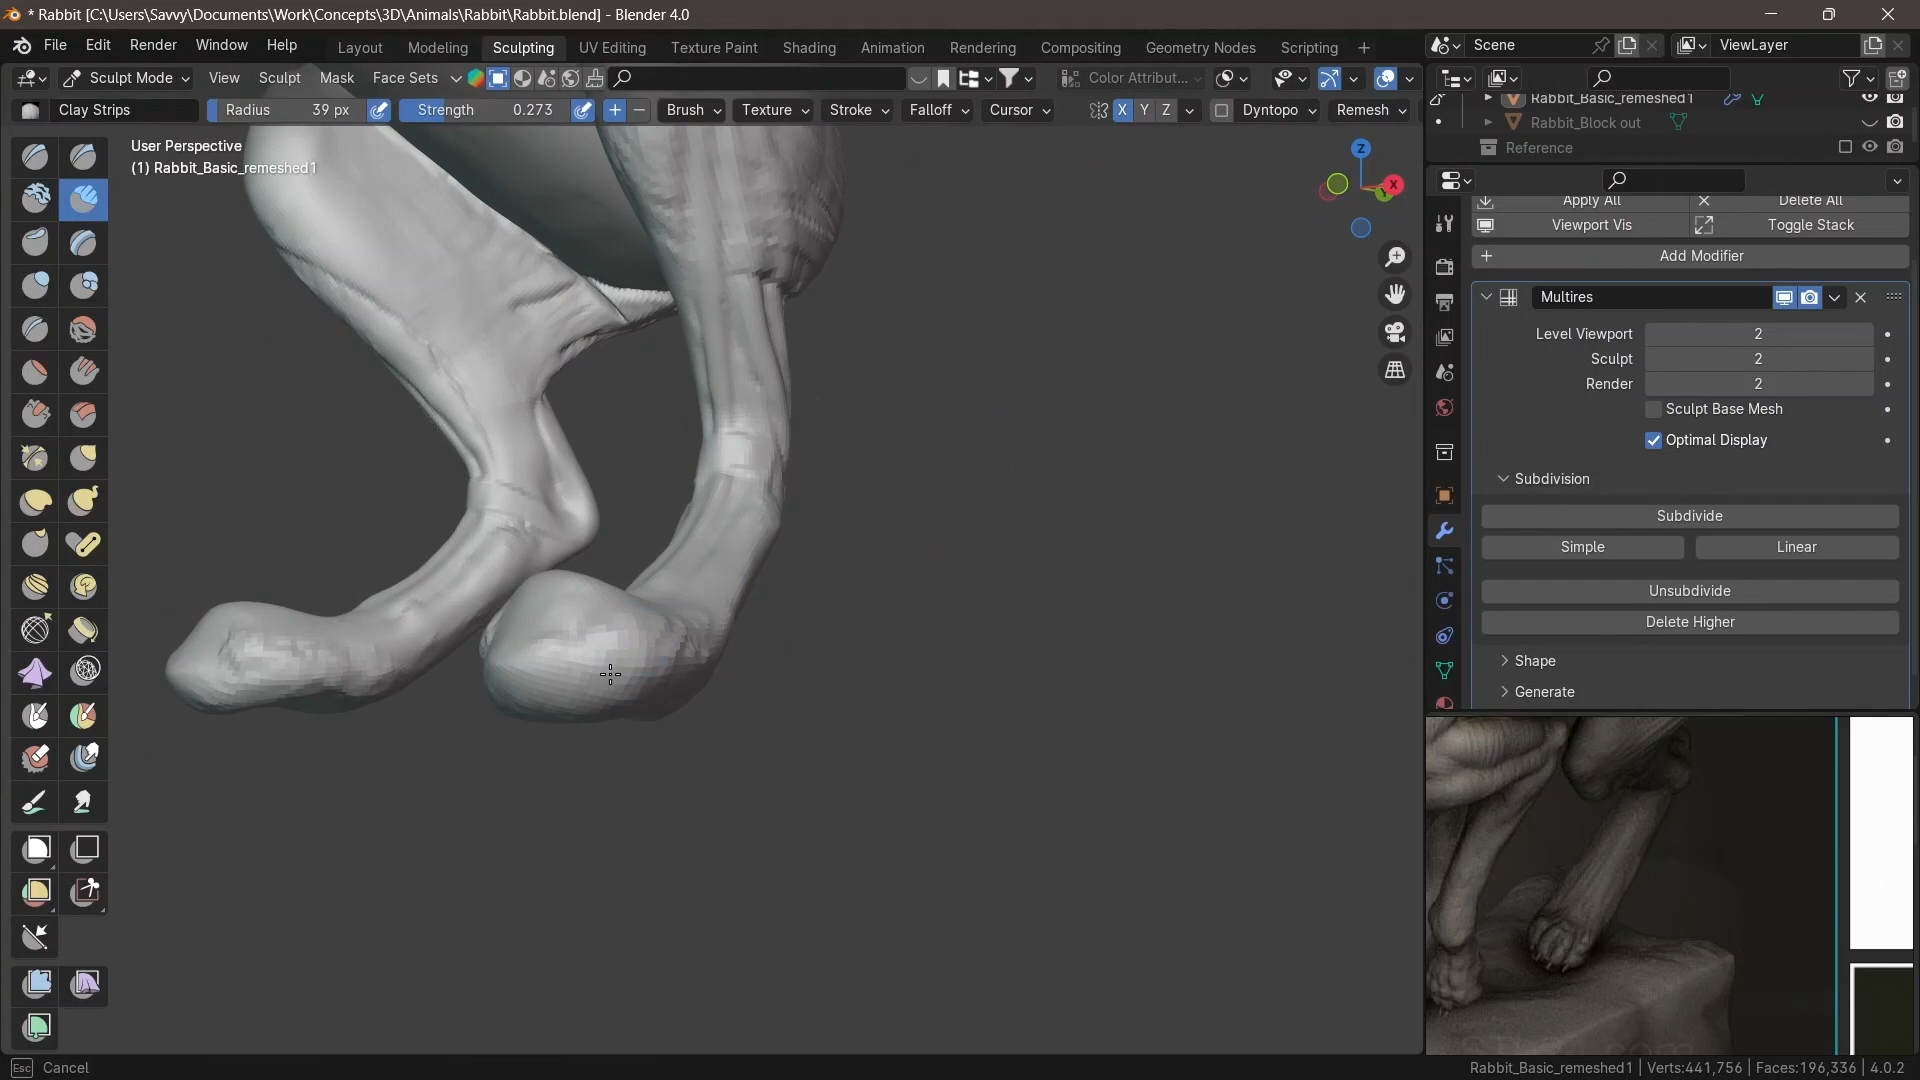 * Rabbit [C:\Users\Savvy\Documents\Work\Concepts\3D\Animals\Rabbit\Rabbit.blend] - Blender 4.0
File Edit Render Window Help Layout Modeling Sculpting UV Editing Texture Paint Shading Animation Rendering Compositing Geometry Nodes Scripting + Scene ViewLayer
Sculpt Mode View Sculpt Mask Face Sets Color Attribut...
Clay Strips Radius 39 px Strength 0.273 + − Brush Texture Stroke Falloff Cursor X Y Z Dyntopo Remesh
Rabbit_Basic_remeshed1
Rabbit_Block out
Reference
User Perspective
(1) Rabbit_Basic_remeshed1
Z
X
Y
Apply All Delete All
Viewport Vis Toggle Stack
+ Add Modifier
Multires
Level Viewport 2
Sculpt 2
Render 2
Sculpt Base Mesh
Optimal Display
Subdivision
Subdivide
Simple Linear
Unsubdivide
Delete Higher
Shape
Generate
Esc Cancel
Rabbit_Basic_remeshed1 | Verts:441,756 | Faces:196,336 | 4.0.2